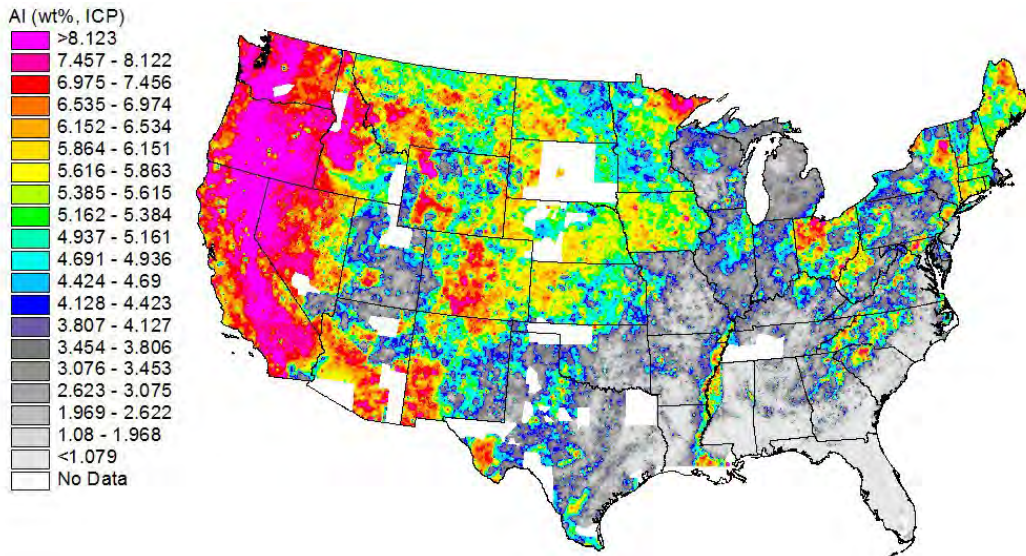 Al (wt%, ICP)
>8.123
7.457 - 8.122
6.975 - 7.456
6.535 - 6.974
6.152 - 6.534
5.864 - 6.151
5.616 - 5.863
5.385 - 5.615
5.162 - 5.384
4.937 - 5.161
4.691 - 4.936
4.424 - 4.69
4.128 - 4.423
3.807 - 4.127
3.454 - 3.806
3.076 - 3.453
2.623 - 3.075
1.969 - 2.622
1.08 - 1.968
<1.079
No Data